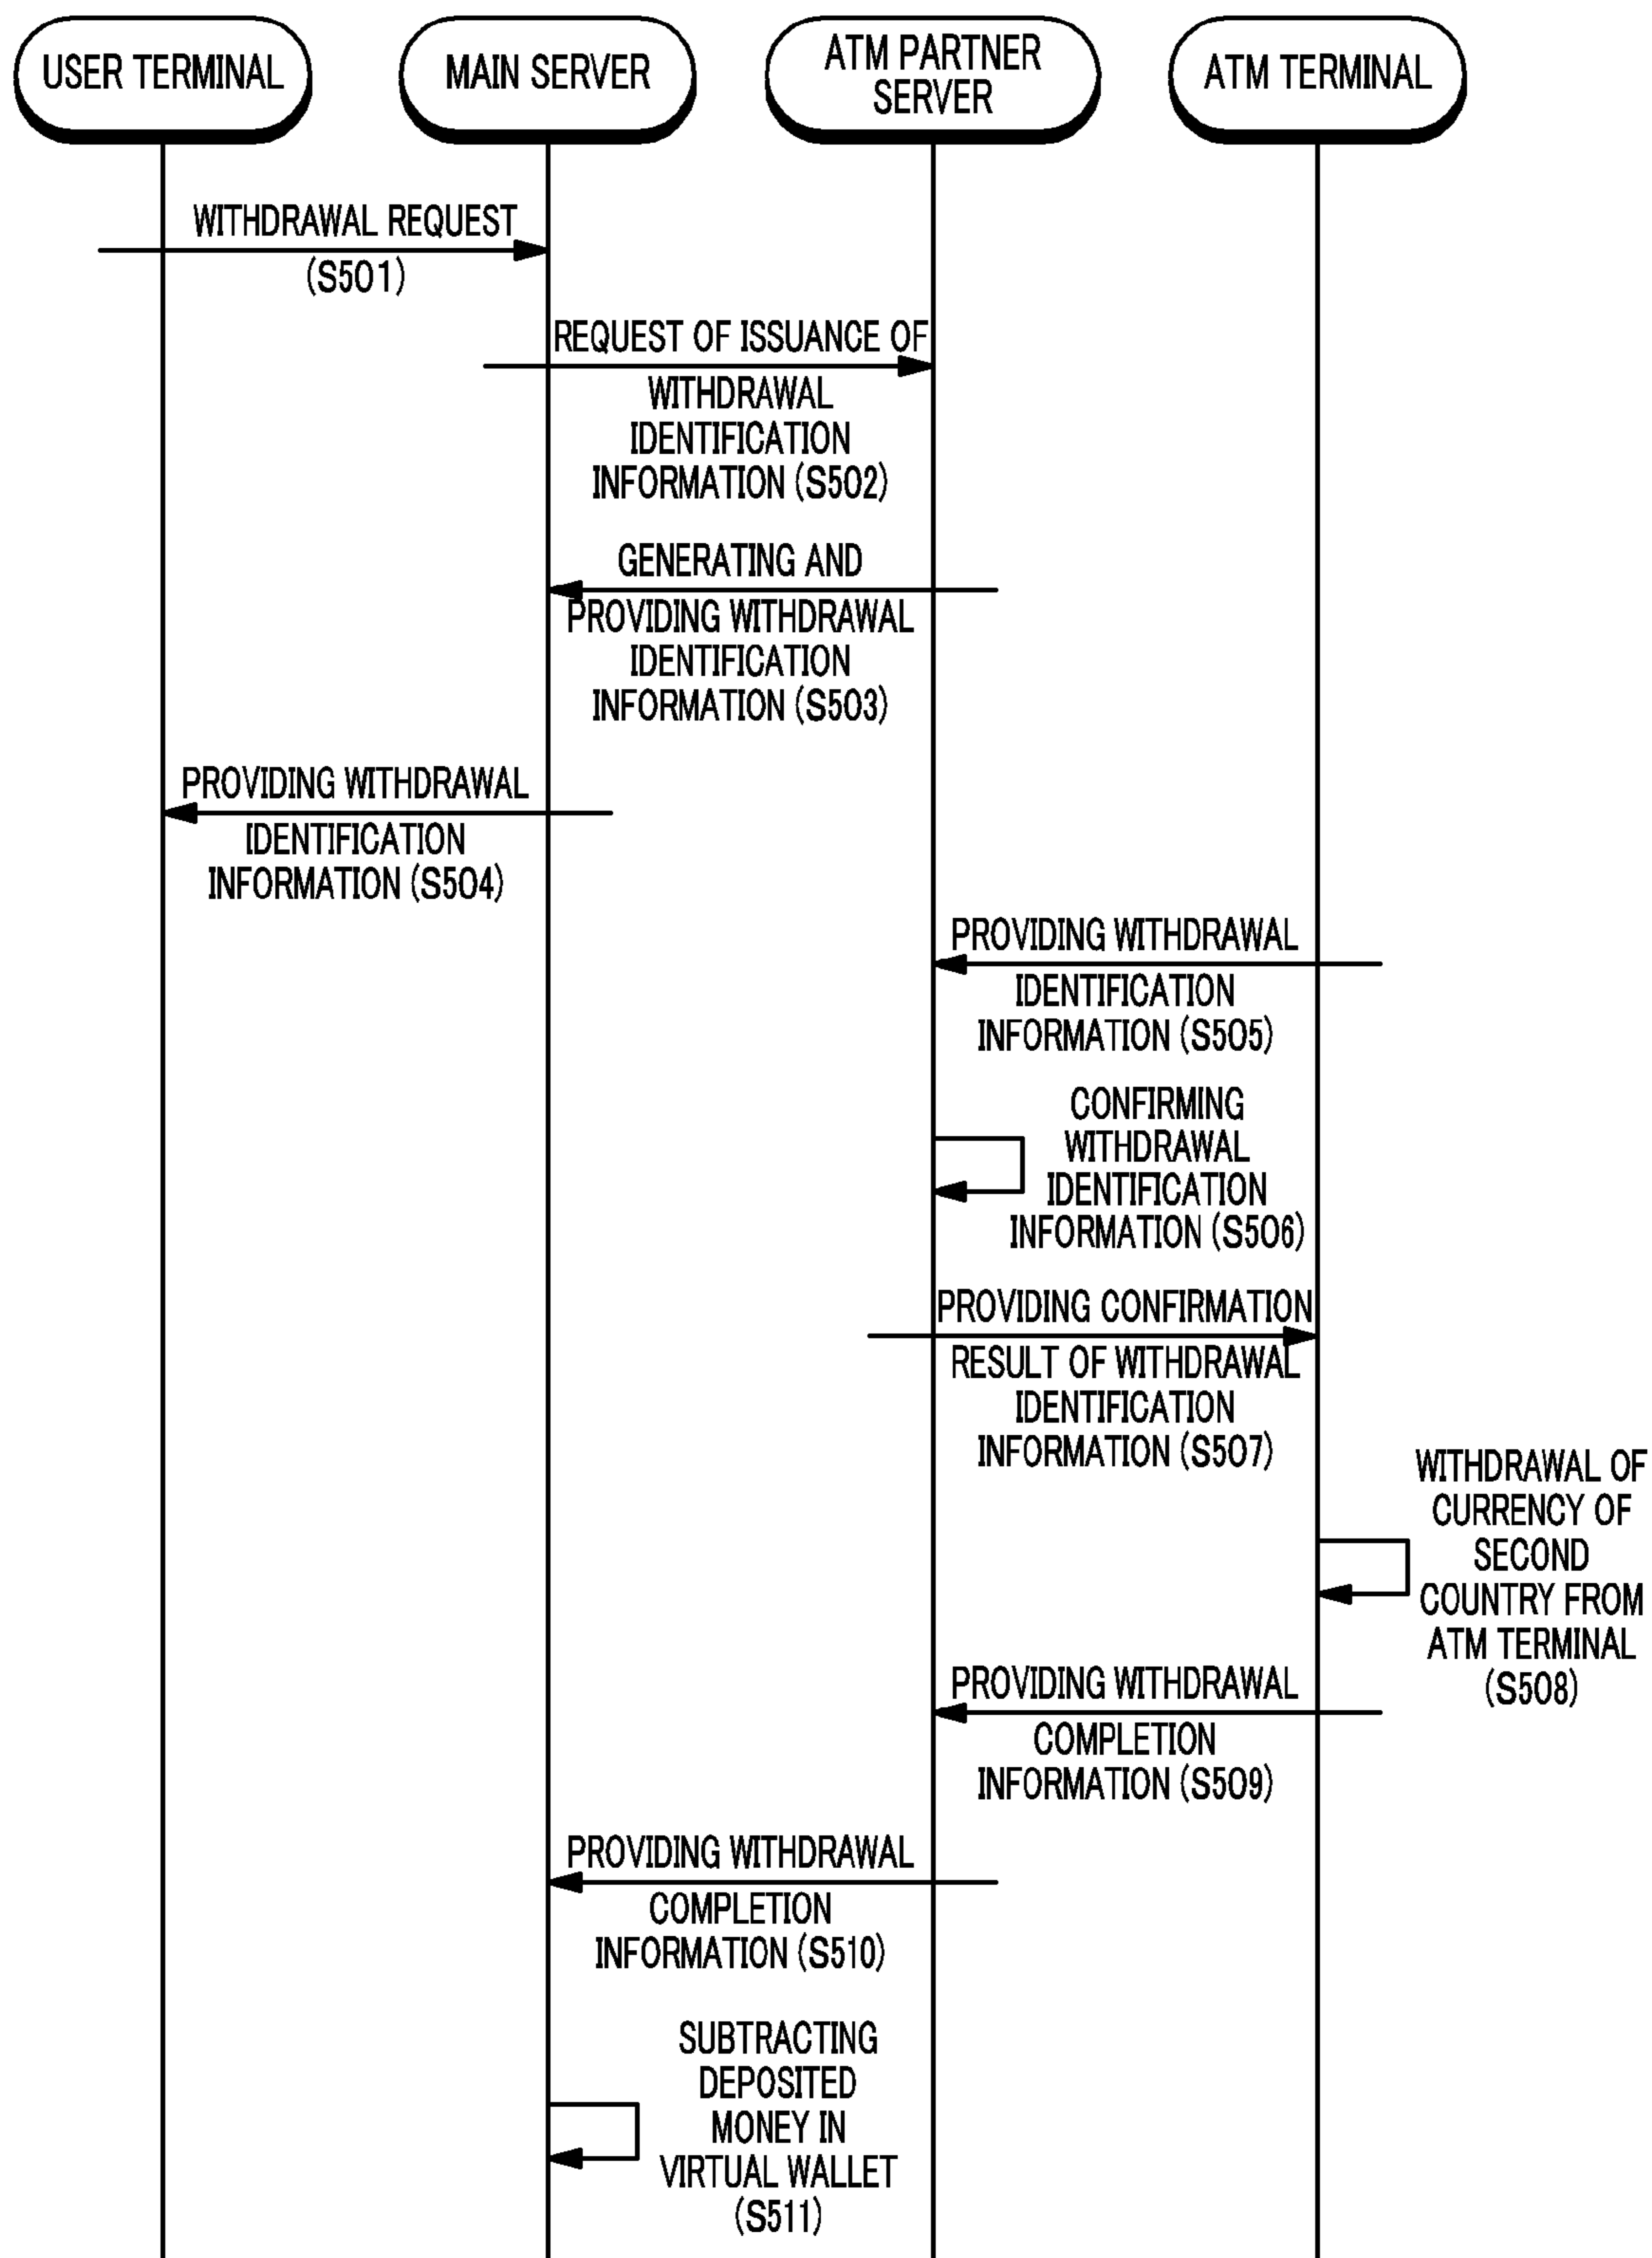 USER TERMINAL
MAIN SERVER
ATM PARTNER
SERVER
ATM TERMINAL
WITHDRAWAL REQUEST
(S501)
REQUEST OF ISSUANCE OF
WITHDRAWAL
IDENTIFICATION
INFORMATION (S502)
GENERATING AND
PROVIDING WITHDRAWAL
IDENTIFICATION
INFORMATION (S503)
PROVIDING WITHDRAWAL
IDENTIFICATION
INFORMATION (S504)
PROVIDING WITHDRAWAL
IDENTIFICATION
INFORMATION (S505)
CONFIRMING
WITHDRAWAL
IDENTIFICATION
INFORMATION (S506)
PROVIDING CONFIRMATION
RESULT OF WITHDRAWAL
IDENTIFICATION
INFORMATION (S507)
WITHDRAWAL OF
CURRENCY OF
SECOND
COUNTRY FROM
ATM TERMINAL
(S508)
PROVIDING WITHDRAWAL
COMPLETION
INFORMATION (S509)
PROVIDING WITHDRAWAL
COMPLETION
INFORMATION (S510)
SUBTRACTING
DEPOSITED
MONEY IN
VIRTUAL WALLET
(S511)